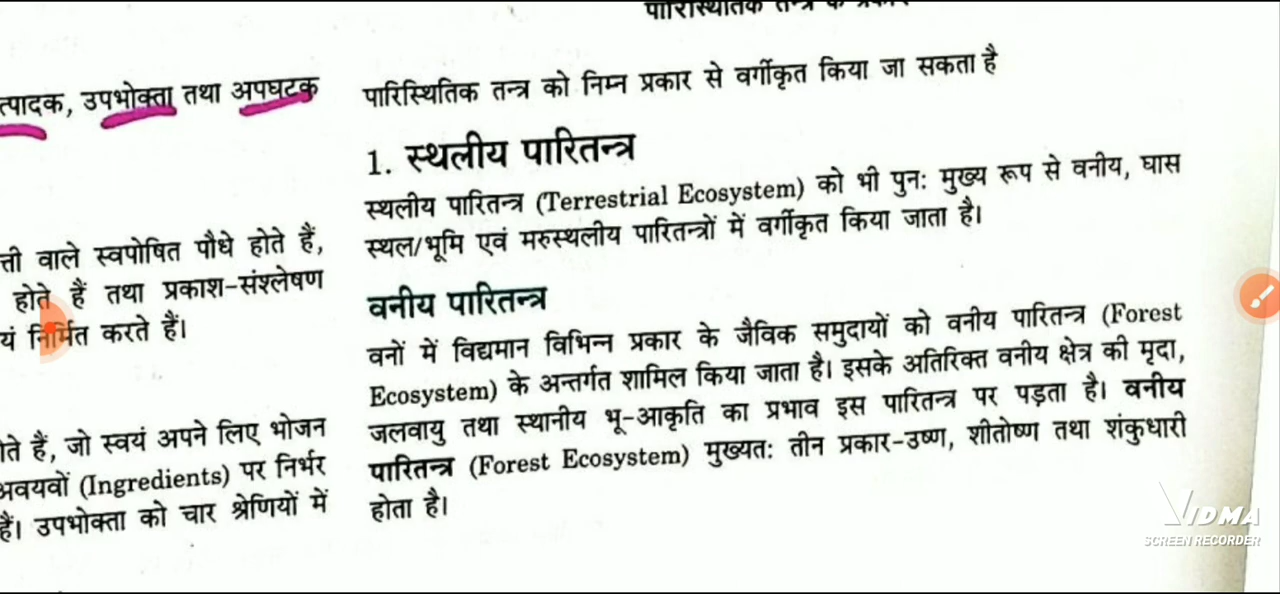 पारिस्थितिक तन्त्र के प्रकार
त्पादक, उपभोक्ता तथा अपघटक
त्ती वाले स्वपोषित पौधे होते हैं,
होते हैं तथा प्रकाश-संश्लेषण
यं निर्मित करते हैं।
ते हैं, जो स्वयं अपने लिए भोजन
अवयवों (Ingredients) पर निर्भर
हैं। उपभोक्ता को चार श्रेणियों में
पारिस्थितिक तन्त्र को निम्न प्रकार से वर्गीकृत किया जा सकता है
1. स्थलीय पारितन्त्र
स्थलीय पारितन्त्र (Terrestrial Ecosystem) को भी पुन: मुख्य रूप से वनीय, घास
स्थल/भूमि एवं मरुस्थलीय पारितन्त्रों में वर्गीकृत किया जाता है।
वनीय पारितन्त्र
वनों में विद्यमान विभिन्न प्रकार के जैविक समुदायों को वनीय पारितन्त्र (Forest
Ecosystem) के अन्तर्गत शामिल किया जाता है। इसके अतिरिक्त वनीय क्षेत्र की मृदा,
जलवायु तथा स्थानीय भू-आकृति का प्रभाव इस पारितन्त्र पर पड़ता है। वनीय
पारितन्त्र (Forest Ecosystem) मुख्यत: तीन प्रकार-उष्ण, शीतोष्ण तथा शंकुधारी
होता है।
VIDMA
SCREEN RECORDER